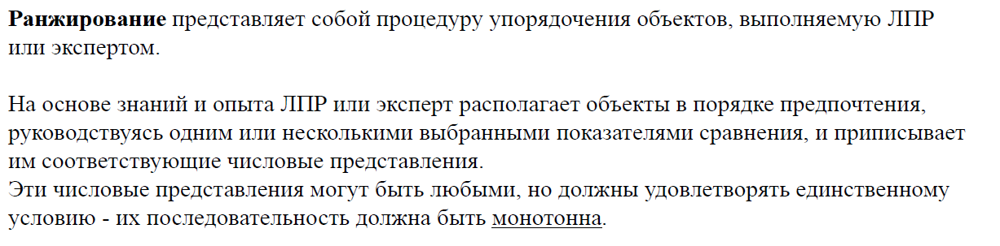 Ранжирование представляет собой процедуру упорядочения объектов, выполняемую ЛПР
или экспертом.
На основе знаний и опыта ЛПР или эксперт располагает объекты в порядке предпочтения,
руководствуясь одним или несколькими выбранными показателями сравнения, и приписывает
им соответствующие числовые представления.
Эти числовые представления могут быть любыми, но должны удовлетворять единственному
условию - их последовательность должна быть монотонна.